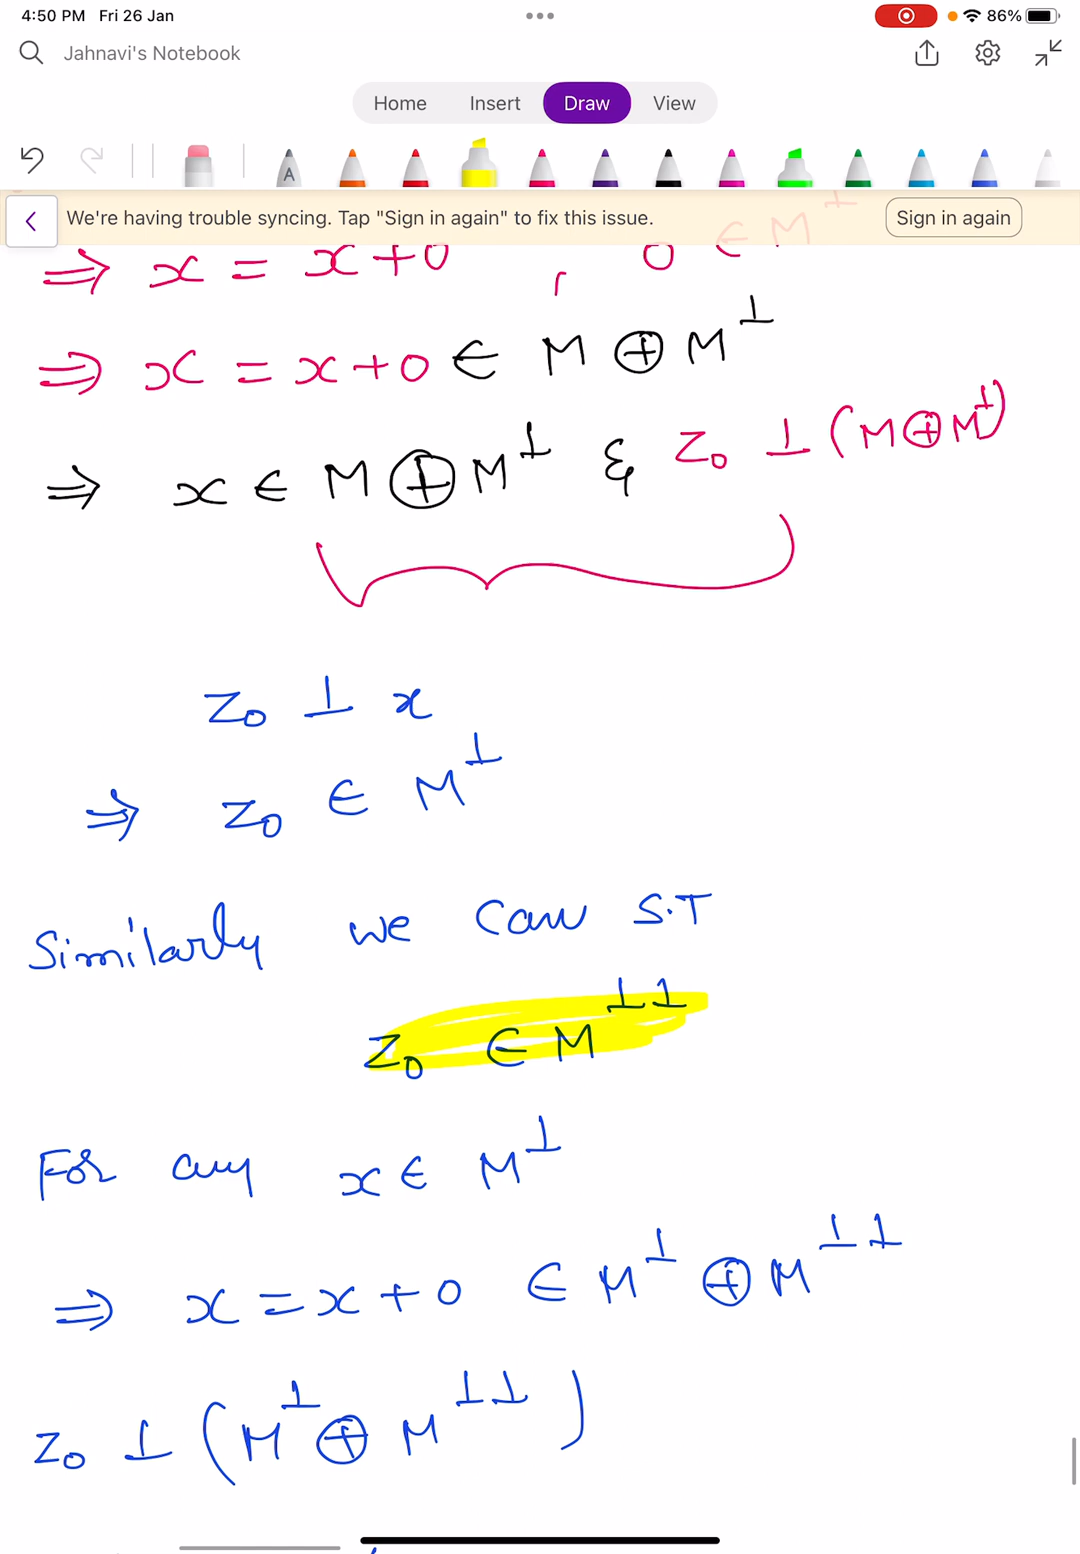 4:50 PM Fri 26 Jan
86%
Jahnavi's Notebook
Home Insert Draw View
A
We're having trouble syncing. Tap "Sign in again" to fix this issue. Sign in again
⇒ x = x+0 , 0 ∈ M⊥
⇒ x = x+0 ∈ M ⊕ M⊥
⇒ x ∈ M ⊕ M⊥ & z₀ ⊥ (M⊕M⊥)
z₀ ⊥ x
⇒ z₀ ∈ M⊥
Similarly we can S.T
z₀ ∈ M⊥⊥
For any x ∈ M⊥
⇒ x = x + 0 ∈ M⊥ ⊕ M⊥⊥
z₀ ⊥ (M⊥ ⊕ M⊥⊥)